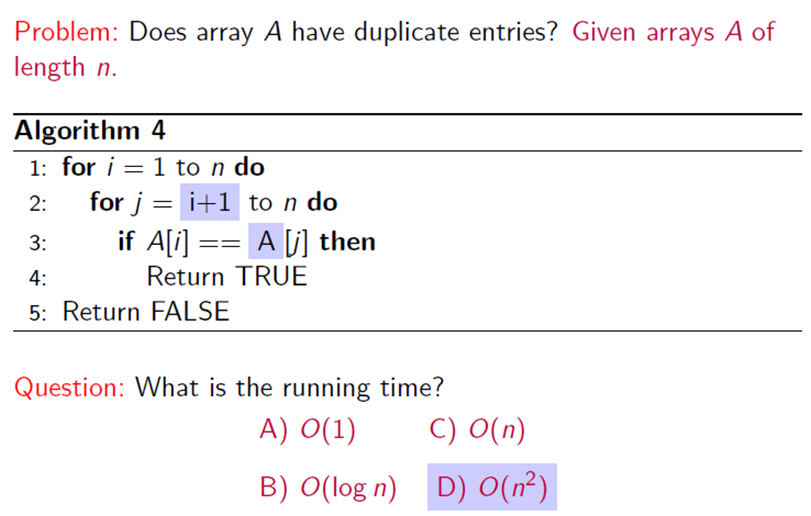 Problem: Does array A have duplicate entries? Given arrays A of
length n.
Algorithm 4
1: for i = 1 to n do
2: for j = i+1 to n do
3: if A[i] == A [j] then
4: Return TRUE
5: Return FALSE
Question: What is the running time?
A) O(1) C) O(n)
B) O(log n) D) O(n²)